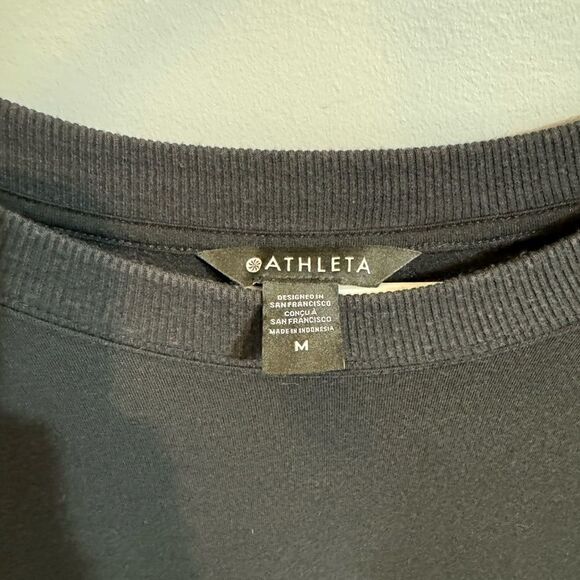 ATHLETA
DESIGNED IN
SAN FRANCISCO
CONÇU À
SAN FRANCISCO
MADE IN INDONESIA
M